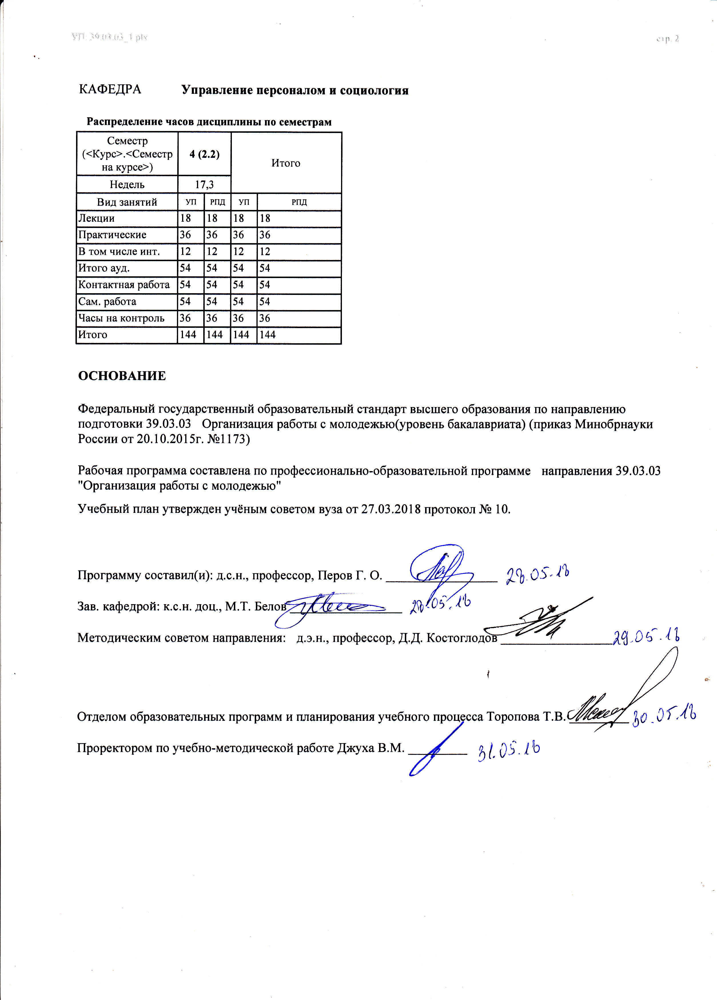 УП: 39.03.03_1.plx
стр. 2
КАФЕДРА Управление персоналом и социология
Распределение часов дисциплины по семестрам
Семестр
(<Курс>.<Семестр
на курсе>)
4 (2.2)
Итого
Недель 17,3
Вид занятий УП РПД УП РПД
Лекции 18 18 18 18
Практические 36 36 36 36
В том числе инт. 12 12 12 12
Итого ауд. 54 54 54 54
Контактная работа 54 54 54 54
Сам. работа 54 54 54 54
Часы на контроль 36 36 36 36
Итого 144 144 144 144
ОСНОВАНИЕ
Федеральный государственный образовательный стандарт высшего образования по направлению
подготовки 39.03.03 Организация работы с молодежью(уровень бакалавриата) (приказ Минобрнауки
России от 20.10.2015г. №1173)
Рабочая программа составлена по профессионально-образовательной программе направления 39.03.03
"Организация работы с молодежью"
Учебный план утвержден учёным советом вуза от 27.03.2018 протокол № 10.
Программу составил(и): д.с.н., профессор, Перов Г. О. 28.05.18
Зав. кафедрой: к.с.н. доц., М.Т. Белов 28.05.18
Методическим советом направления: д.э.н., профессор, Д.Д. Костоглодов 29.05.18
Отделом образовательных программ и планирования учебного процесса Торопова Т.В. 30.05.18
Проректором по учебно-методической работе Джуха В.М. 31.05.18